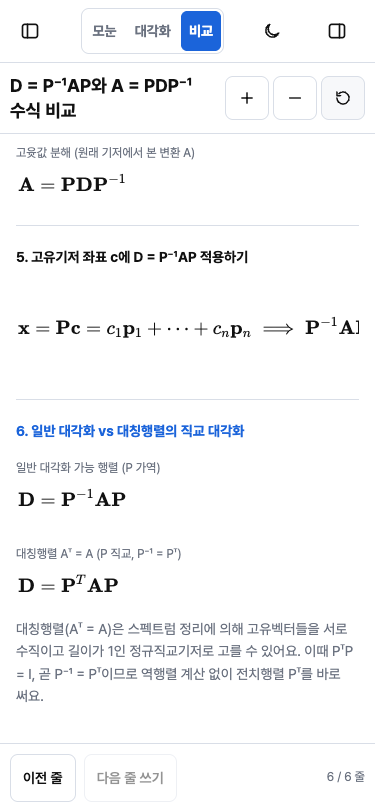 모눈 대각화 비교
D = P⁻¹AP와 A = PDP⁻¹
수식 비교
고윳값 분해 (원래 기저에서 본 변환 A)
A = PDP⁻¹
5. 고유기저 좌표 c에 D = P⁻¹AP 적용하기
x = Pc = c₁p₁ + ⋯ + cₙpₙ ⟹ P⁻¹A
6. 일반 대각화 vs 대칭행렬의 직교 대각화
일반 대각화 가능 행렬 (P 가역)
D = P⁻¹AP
대칭행렬 Aᵀ = A (P 직교, P⁻¹ = Pᵀ)
D = PᵀAP
대칭행렬(Aᵀ = A)은 스펙트럼 정리에 의해 고유벡터들을 서로
수직이고 길이가 1인 정규직교기저로 고를 수 있어요. 이때 PᵀP
= I, 곧 P⁻¹ = Pᵀ이므로 역행렬 계산 없이 전치행렬 Pᵀ를 바로
써요.
이전 줄 다음 줄 쓰기 6 / 6 줄